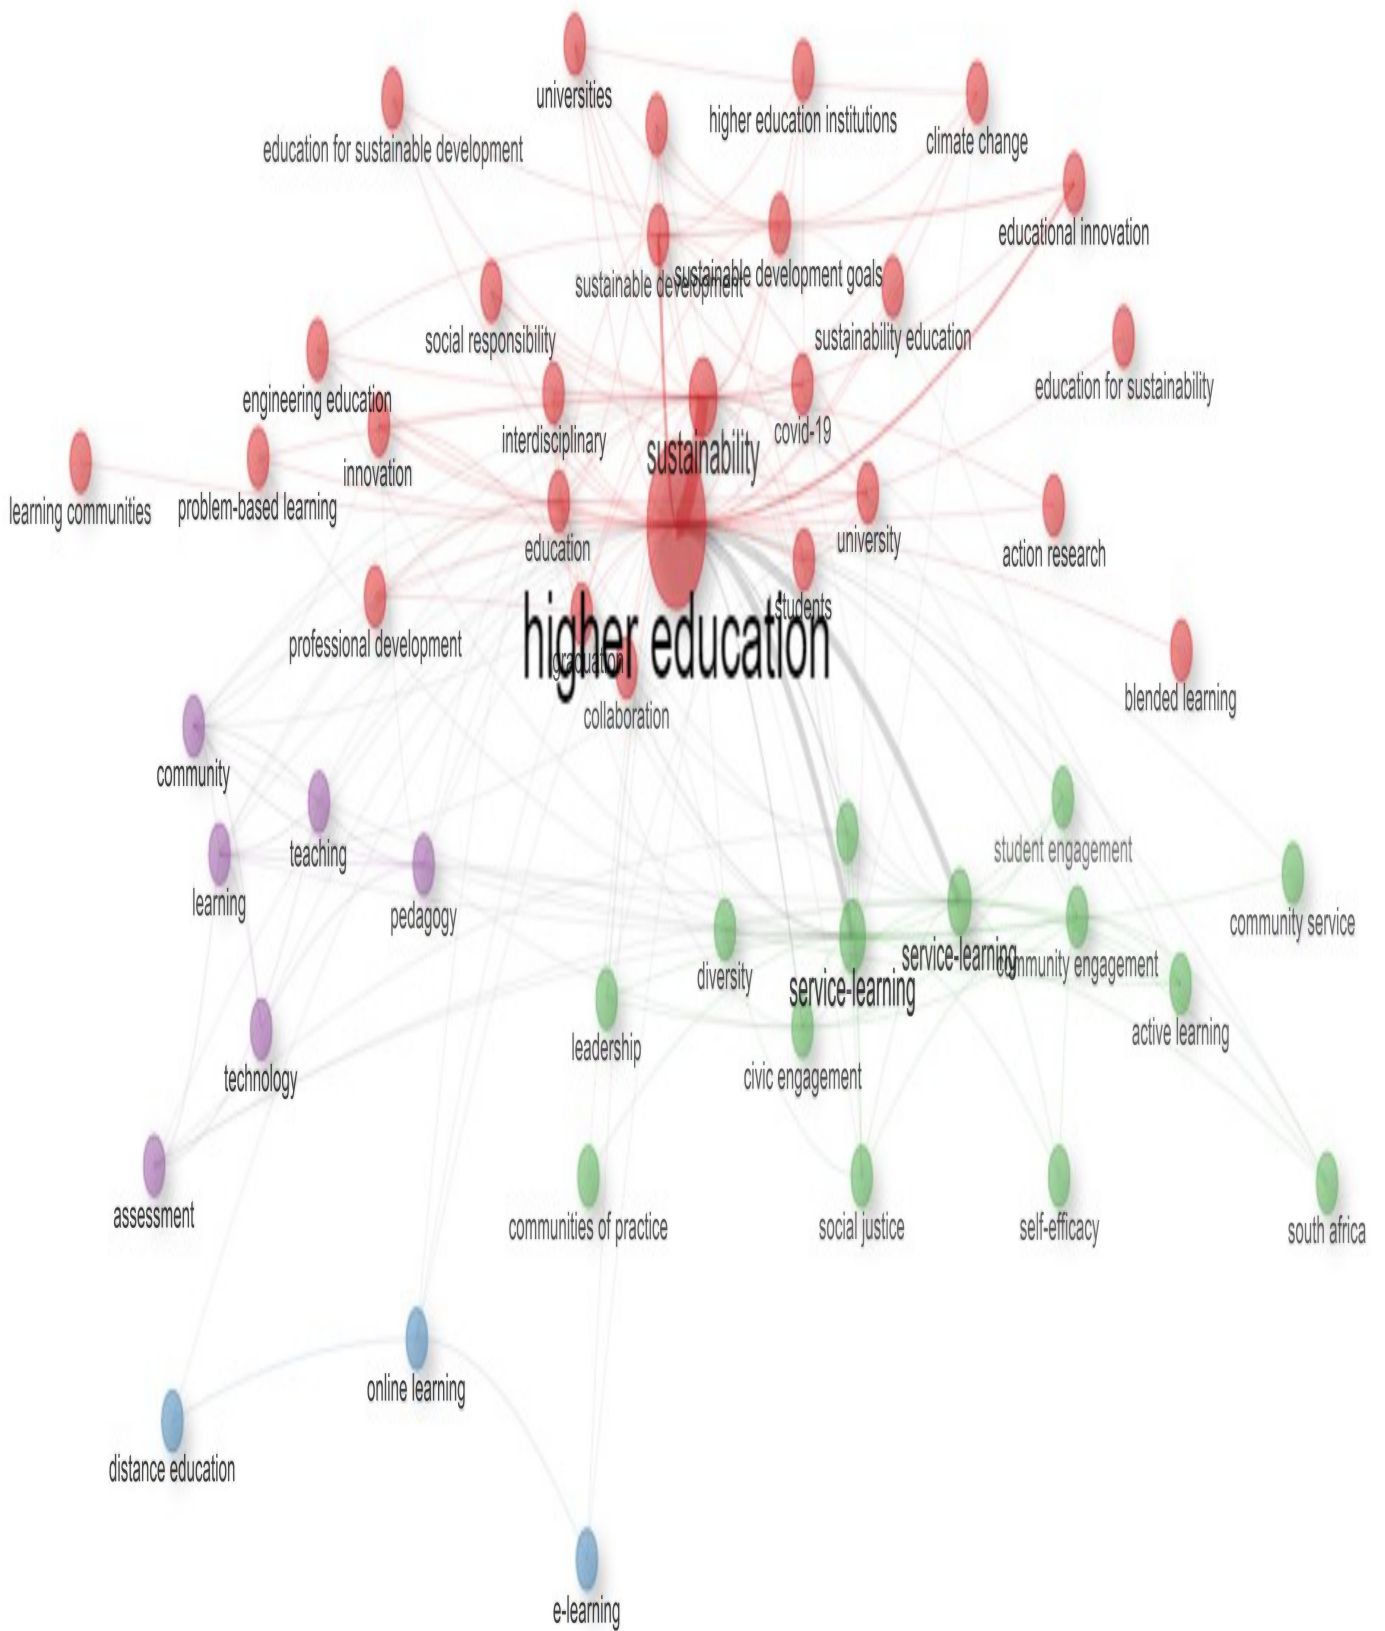 universities
higher education institutions
climate change
education for sustainable development
educational innovation
sustainable development
sustainable development goals
social responsibility
sustainability education
education for sustainability
engineering education
interdisciplinary
sustainability
covid-19
innovation
learning communities
problem-based learning
education
university
action research
students
professional development
higher education
graduation
collaboration
blended learning
community
teaching
student engagement
learning
pedagogy
community service
diversity
service-learning
community engagement
service-learning
leadership
civic engagement
active learning
technology
assessment
communities of practice
social justice
self-efficacy
south africa
online learning
distance education
e-learning